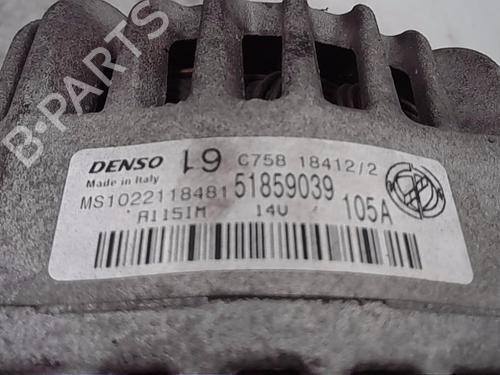 B-PARTS
DENSO 19 C758 18412/2
Made in Italy
MS1022118481 51859039
A115IM 14V 105A